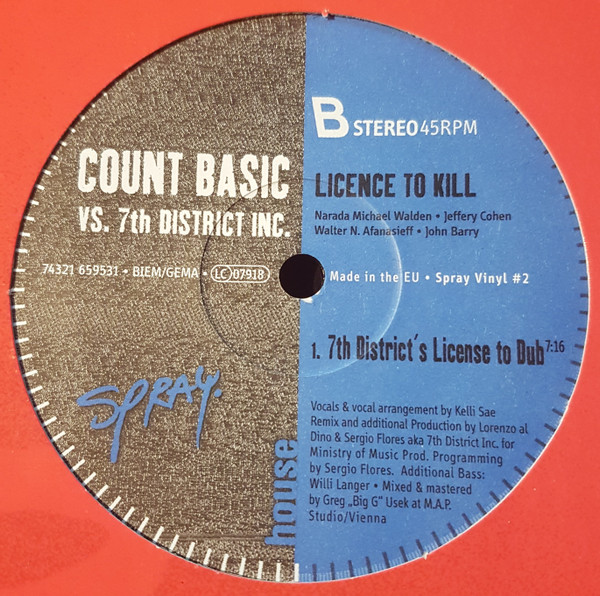 COUNT BASIC
VS. 7th DISTRICT INC.
74321 659531 • BIEM/GEMA • LC 07918
SPRAY.
house
B STEREO 45RPM
LICENCE TO KILL
Narada Michael Walden • Jeffery Cohen
Walter N. Afanasieff • John Barry
Made in the EU • Spray Vinyl #2
1. 7th District's License to Dub 7:16
Vocals & vocal arrangement by Kelli Sae
Remix and additional Production by Lorenzo al
Dino & Sergio Flores aka 7th District Inc. for
Ministry of Music Prod. Programming
by Sergio Flores. Additional Bass:
Willi Langer • Mixed & mastered
by Greg „Big G" Usek at M.A.P.
Studio/Vienna